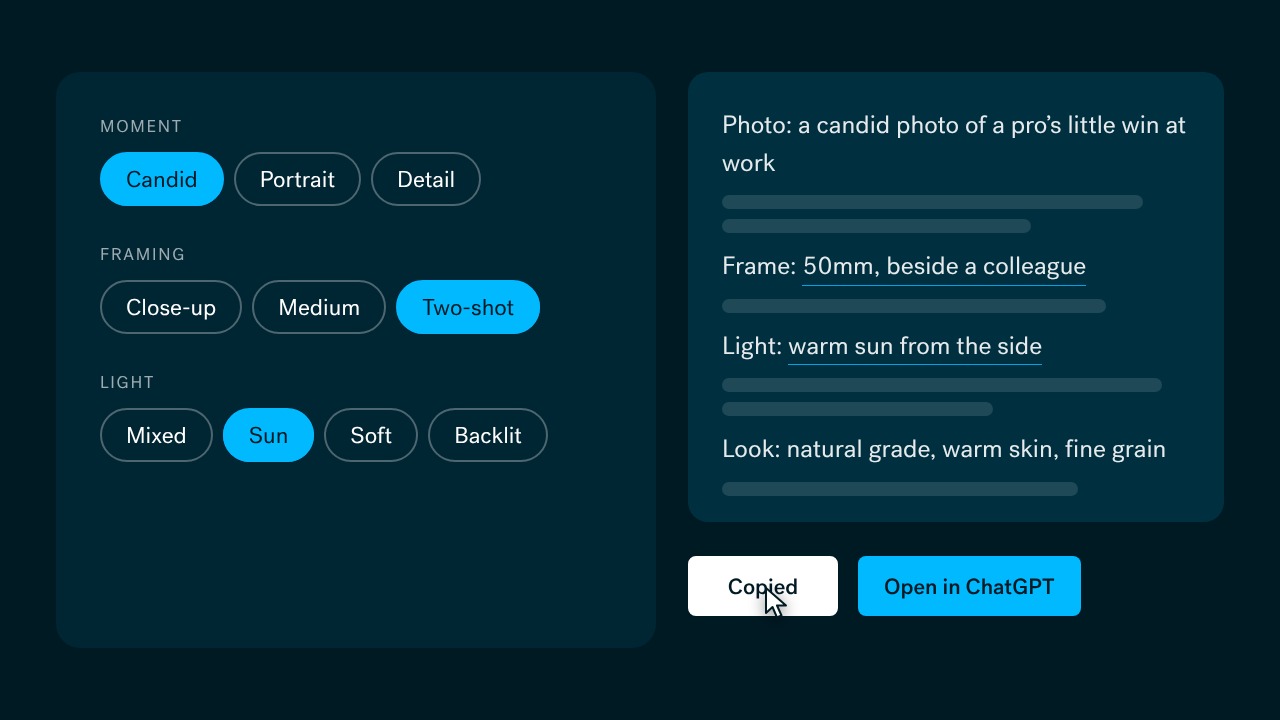 MOMENT
Candid
Portrait
Detail
FRAMING
Close-up
Medium
Two-shot
LIGHT
Mixed
Sun
Soft
Backlit
Photo: a candid photo of a pro’s little win at
work
Frame: 50mm, beside a colleague
Light: warm sun from the side
Look: natural grade, warm skin, fine grain
Copied
Open in ChatGPT